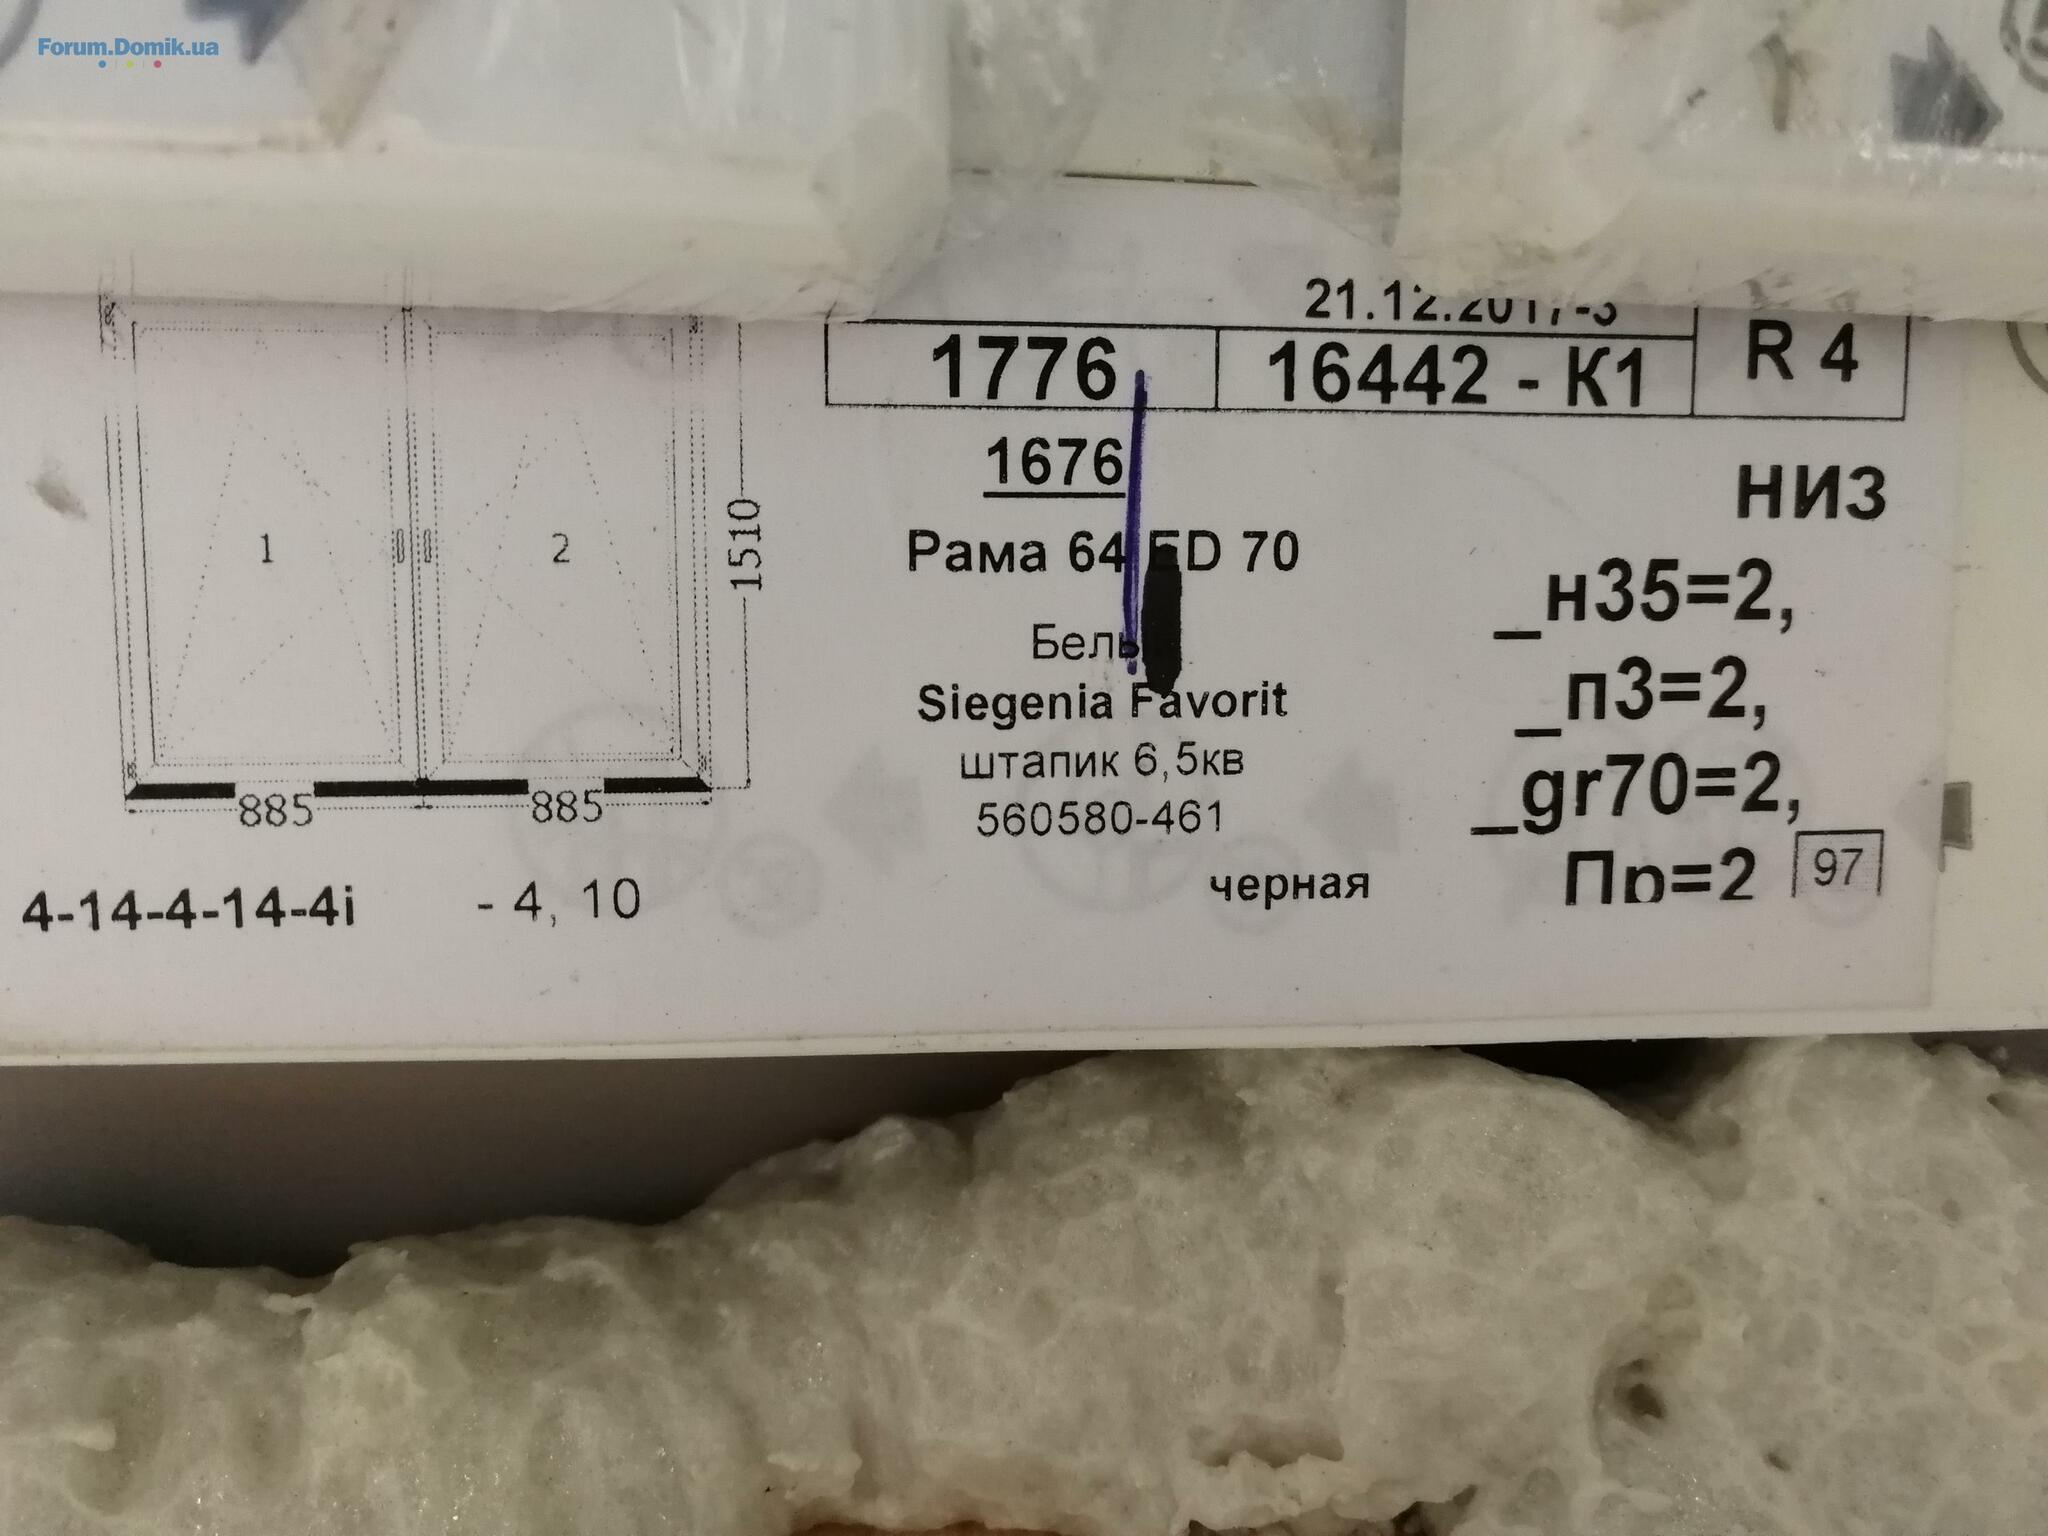 Forum.Domik.ua
21.12.2017-3
1776
16442 - К1
R 4
1676
низ
Рама 64 ED 70
_н35=2,
1
2
1510
Siegenia Favorit
_п3=2,
штапик 6,5кв
_gr70=2,
560580-461
885
885
черная
Пр=2
97
4-14-4-14-4i
- 4, 10